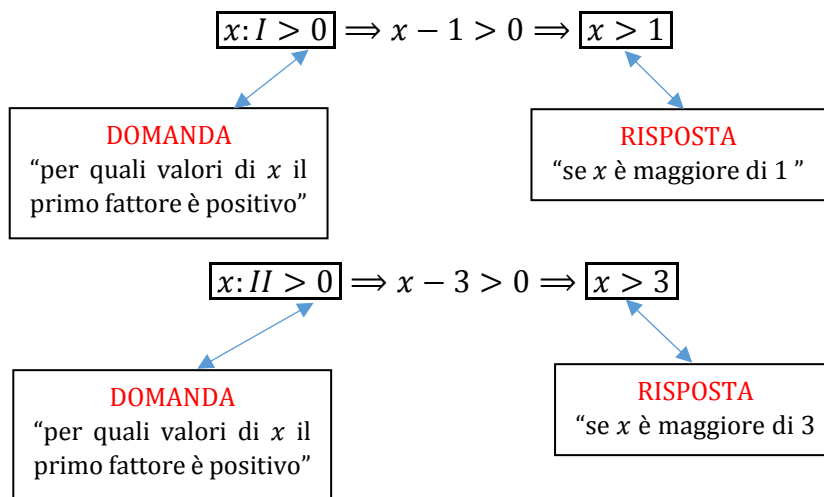 x: I > 0 ⟹ x − 1 > 0 ⟹ x > 1
DOMANDA
“per quali valori di x il
primo fattore è positivo”
RISPOSTA
“se x è maggiore di 1 ”
x: II > 0 ⟹ x − 3 > 0 ⟹ x > 3
DOMANDA
“per quali valori di x il
primo fattore è positivo”
RISPOSTA
“se x è maggiore di 3